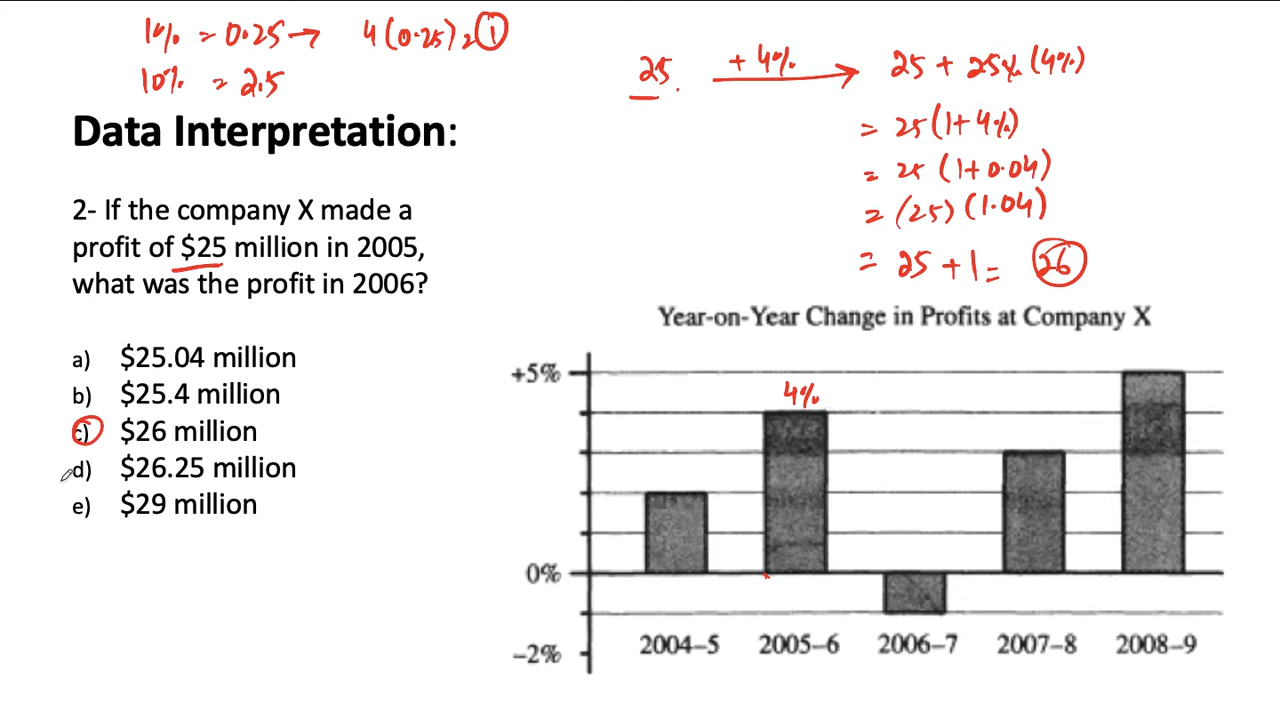 1% = 0.25 → 4(0.25) = 1
10% = 2.5
25. +4% → 25 + 25x (4%)
= 25(1+4%)
= 25 (1+0.04)
= (25) (1.04)
= 25 + 1 = 26
Data Interpretation:
2- If the company X made a
profit of $25 million in 2005,
what was the profit in 2006?
a) $25.04 million
b) $25.4 million
c) $26 million
d) $26.25 million
e) $29 million
Year-on-Year Change in Profits at Company X
+5%
4%
0%
-2%
2004–5 2005–6 2006–7 2007–8 2008–9